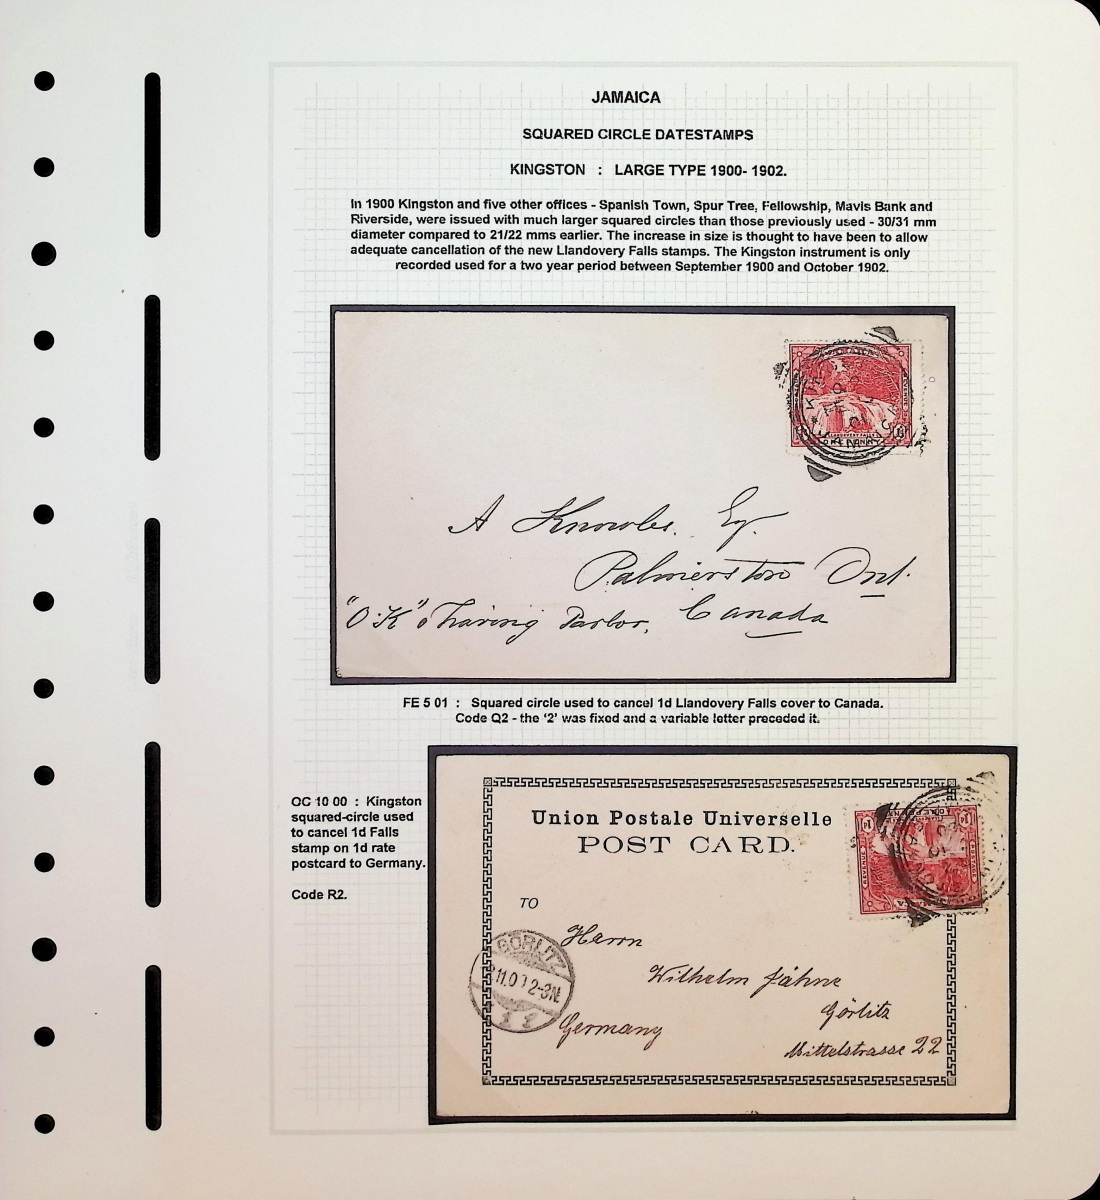 JAMAICA
SQUARED CIRCLE DATESTAMPS
KINGSTON : LARGE TYPE 1900- 1902.
In 1900 Kingston and five other offices - Spanish Town, Spur Tree, Fellowship, Mavis Bank and
Riverside, were issued with much larger squared circles than those previously used - 30/31 mm
diameter compared to 21/22 mms earlier. The increase in size is thought to have been to allow
adequate cancellation of the new Llandovery Falls stamps. The Kingston instrument is only
recorded used for a two year period between September 1900 and October 1902.
LLANDOVERY FALLS
ONE PENNY
A Knowles. Esq.
Palmerston Ont.
"O.K" Shaving Parlor. Canada
FE 5 01 : Squared circle used to cancel 1d Llandovery Falls cover to Canada.
Code Q2 - the '2' was fixed and a variable letter preceded it.
OC 10 00 : Kingston
squared-circle used
to cancel 1d Falls
stamp on 1d rate
postcard to Germany.
Code R2.
Union Postale Universelle
POST CARD.
TO
GÖRLITZ
2-3N
Herrn
Wilhelm Jähne
Görlitz
Germany
Mittelstrasse 22